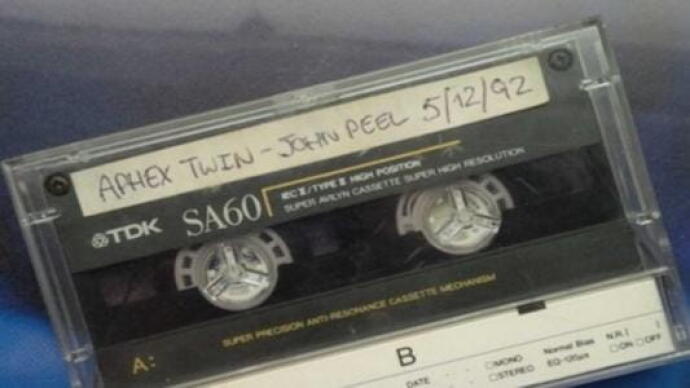 APHEX TWIN - JOHN PEEL 5/12/92
TDK SA60
IEC II/TYPE II HIGH POSITION
SUPER AVILYN CASSETTE SUPER HIGH RESOLUTION
SUPER PRECISION ANTI-RESONANCE CASSETTE MECHANISM
A:
B
DATE
MONO
STEREO
Normal Bias
EQ-120µs
N.R. (
ON OFF